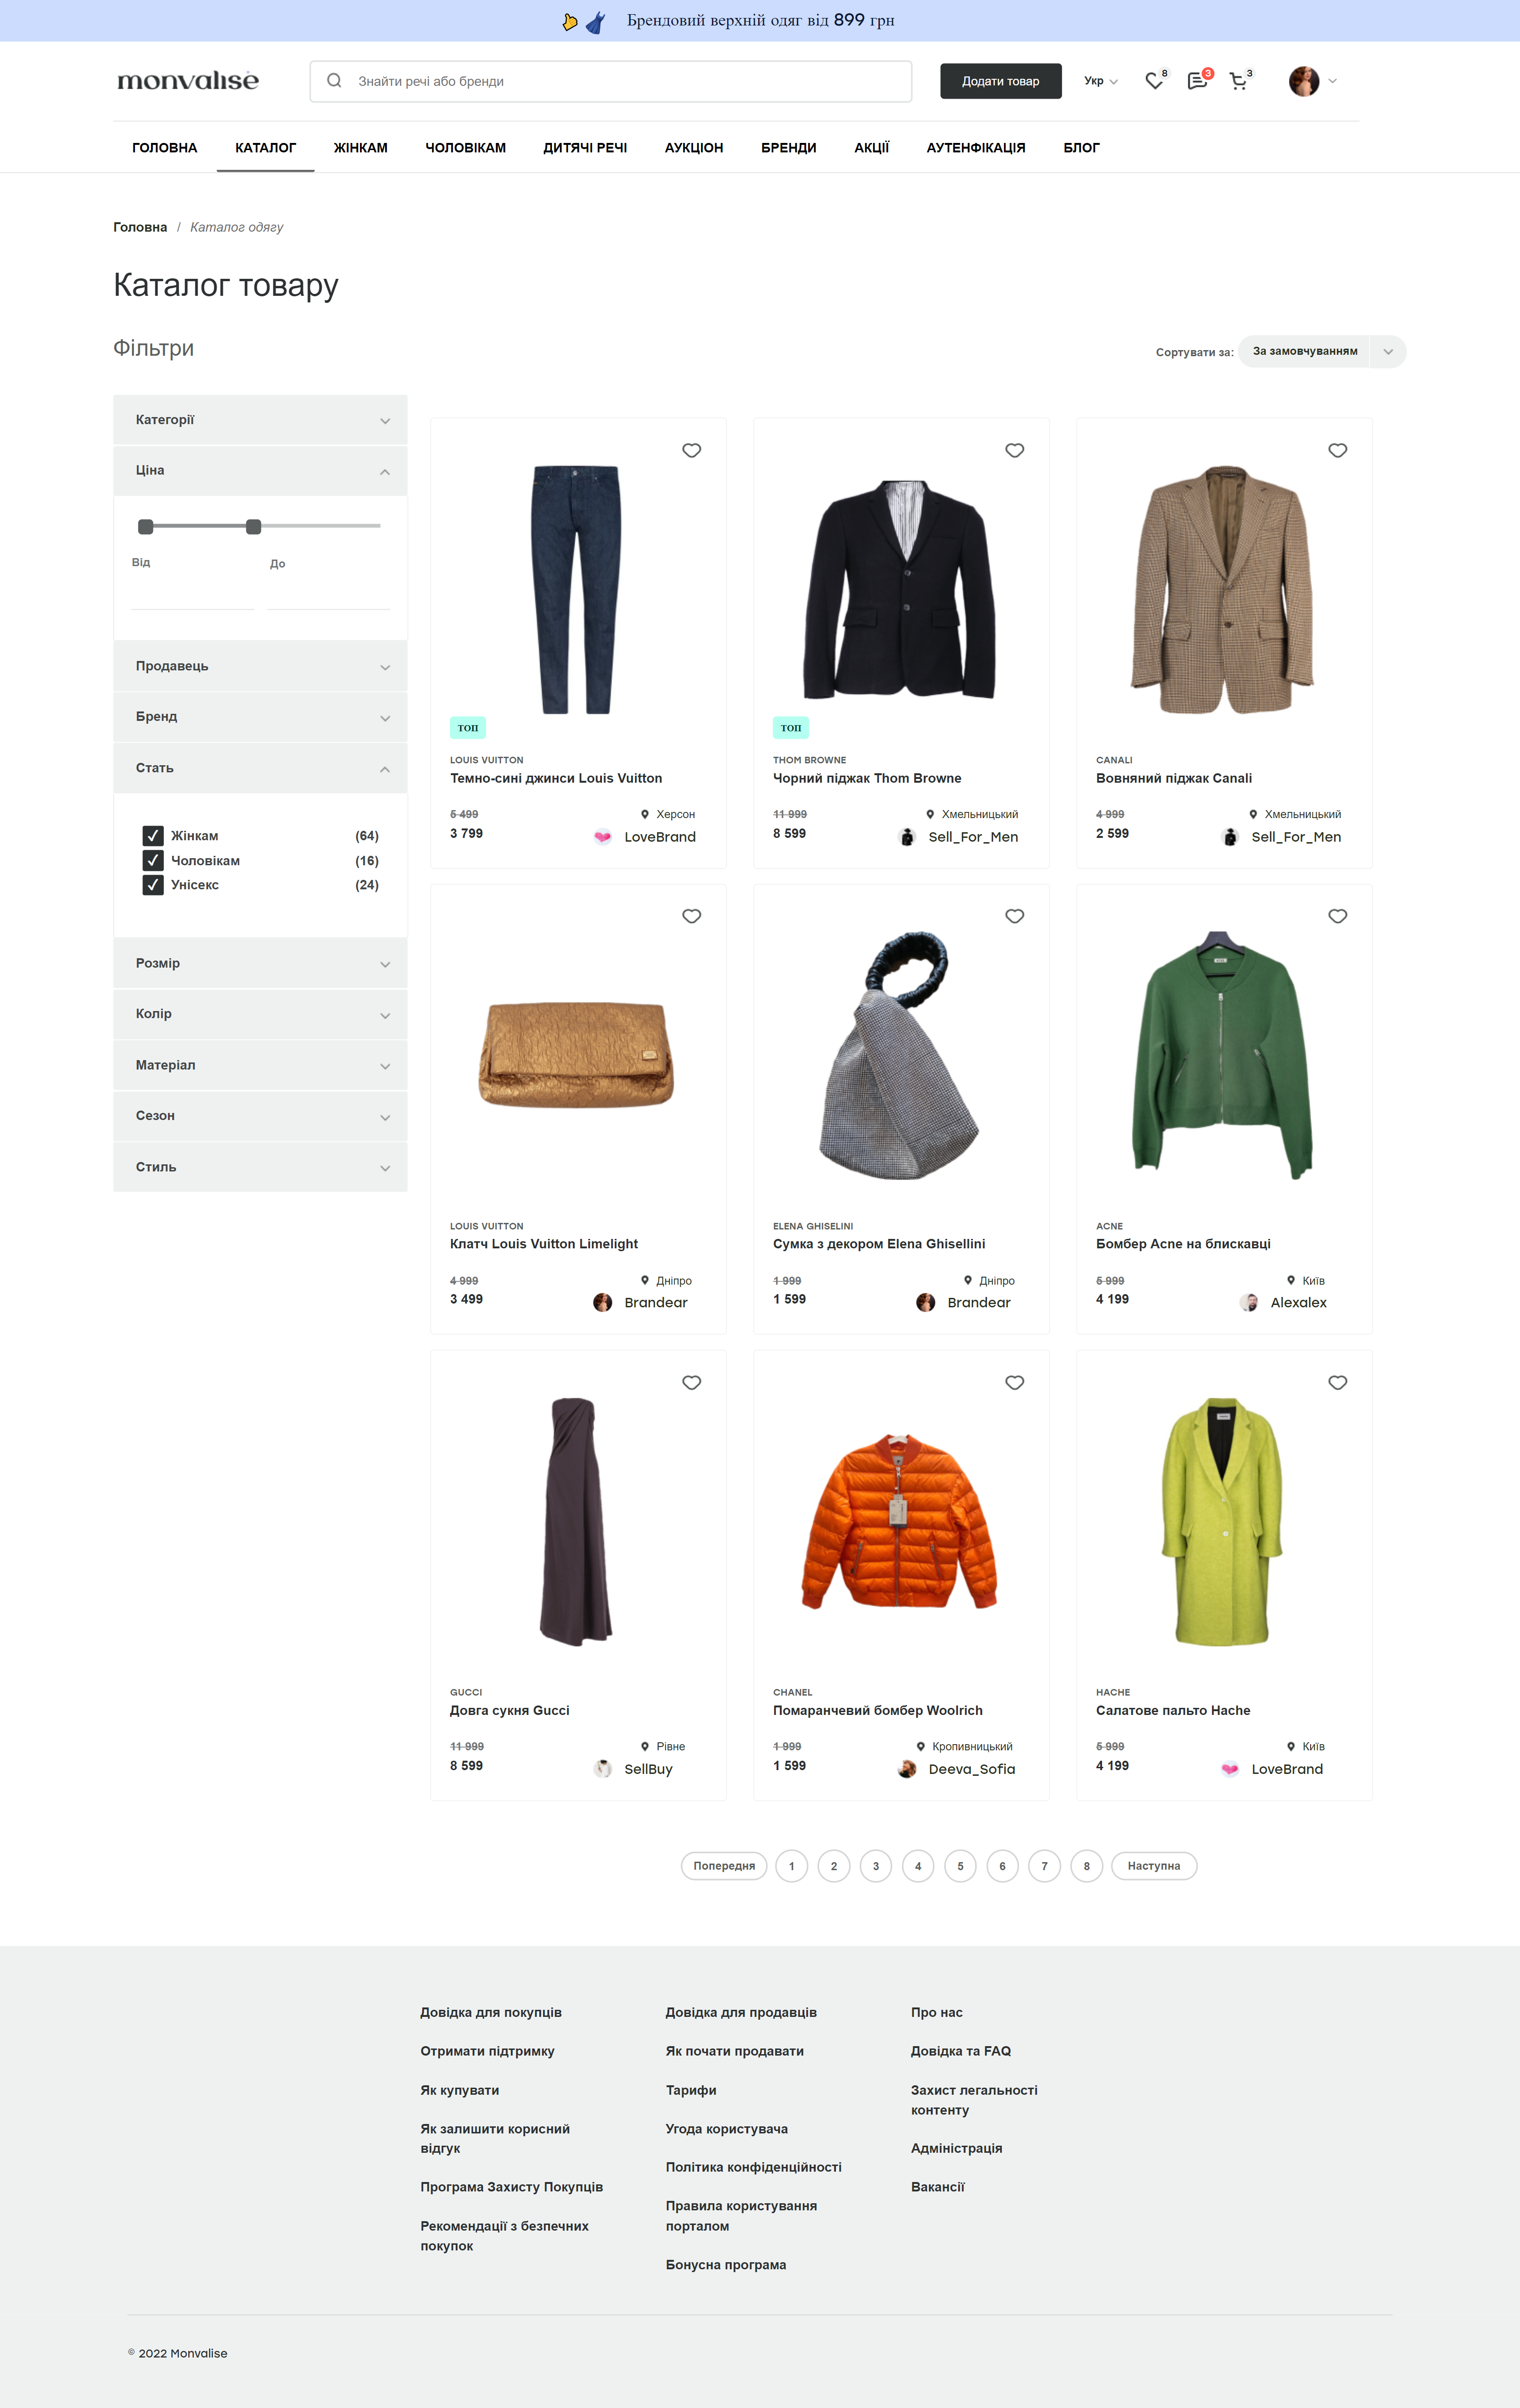 Брендовий верхній одяг від 899 грн
monvalisė
Знайти речі або бренди
Додати товар
Укр
8
3
3
ГОЛОВНА КАТАЛОГ ЖІНКАМ ЧОЛОВІКАМ ДИТЯЧІ РЕЧІ АУКЦІОН БРЕНДИ АКЦІЇ АУТЕНФІКАЦІЯ БЛОГ
Головна / Каталог одягу
Каталог товару
Фільтри
Сортувати за: За замовчуванням
Категорії
Ціна
Від До
Продавець
Бренд
Стать
Жінкам (64)
Чоловікам (16)
Унісекс (24)
Розмір
Колір
Матеріал
Сезон
Стиль
ТОП
LOUIS VUITTON
Темно-сині джинси Louis Vuitton
5 499 Херсон
3 799 LoveBrand
ТОП
THOM BROWNE
Чорний піджак Thom Browne
11 999 Хмельницький
8 599 Sell_For_Men
CANALI
Вовняний піджак Canali
4 999 Хмельницький
2 599 Sell_For_Men
LOUIS VUITTON
Клатч Louis Vuitton Limelight
4 999 Дніпро
3 499 Brandear
ELENA GHISELINI
Сумка з декором Elena Ghisellini
1 999 Дніпро
1 599 Brandear
ACNE
Бомбер Acne на блискавці
5 999 Київ
4 199 Alexalex
GUCCI
Довга сукня Gucci
11 999 Рівне
8 599 SellBuy
CHANEL
Помаранчевий бомбер Woolrich
1 999 Кропивницький
1 599 Deeva_Sofia
HACHE
Салатове пальто Hache
5 999 Київ
4 199 LoveBrand
Попередня 1 2 3 4 5 6 7 8 Наступна
Довідка для покупців
Отримати підтримку
Як купувати
Як залишити корисний
відгук
Програма Захисту Покупців
Рекомендації з безпечних
покупок
Довідка для продавців
Як почати продавати
Тарифи
Угода користувача
Політика конфіденційності
Правила користування
порталом
Бонусна програма
Про нас
Довідка та FAQ
Захист легальності
контенту
Адміністрація
Вакансії
© 2022 Monvalise